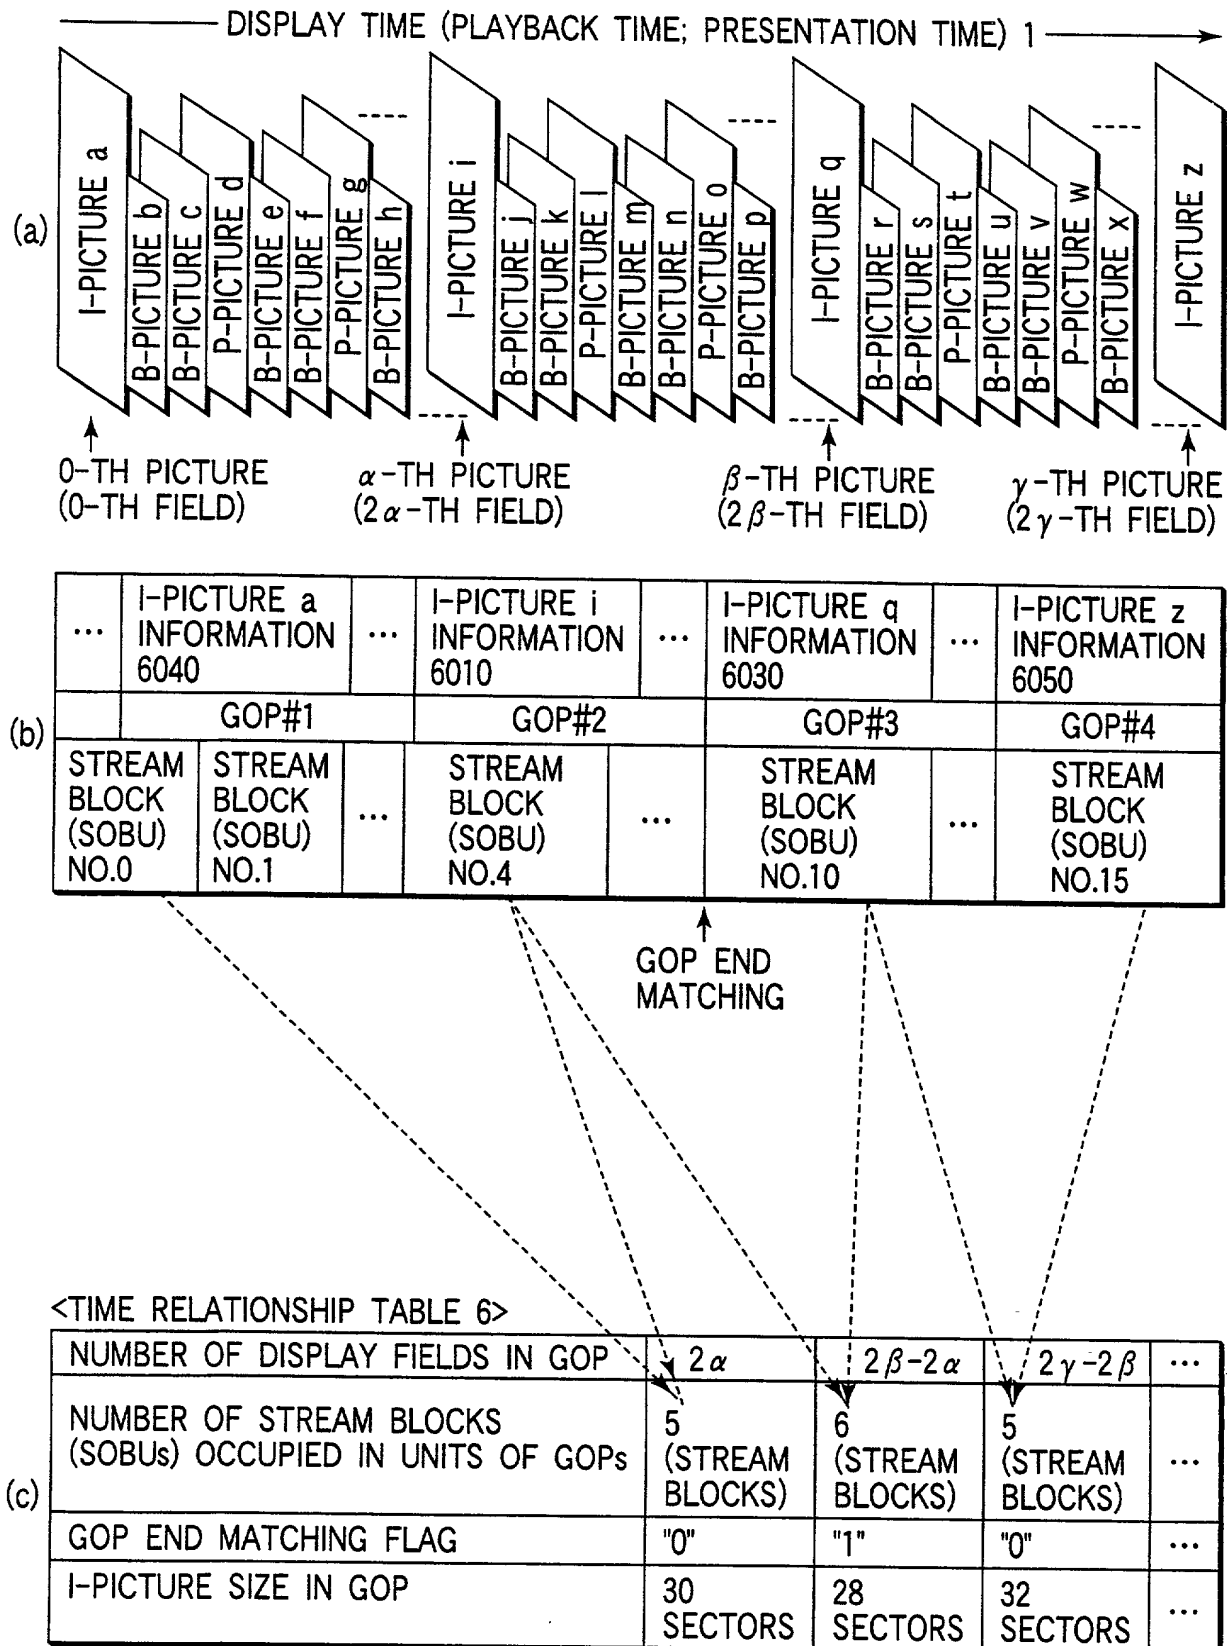 DISPLAY TIME (PLAYBACK TIME; PRESENTATION TIME) 1
(a)
I-PICTURE a
B-PICTURE b
B-PICTURE c
P-PICTURE d
B-PICTURE e
B-PICTURE f
P-PICTURE g
B-PICTURE h
I-PICTURE i
B-PICTURE j
B-PICTURE k
P-PICTURE l
B-PICTURE m
B-PICTURE n
P-PICTURE o
B-PICTURE p
I-PICTURE q
B-PICTURE r
B-PICTURE s
P-PICTURE t
B-PICTURE u
B-PICTURE v
P-PICTURE w
B-PICTURE x
I-PICTURE z
0-TH PICTURE
(0-TH FIELD)
α-TH PICTURE
(2α-TH FIELD)
β-TH PICTURE
(2β-TH FIELD)
γ-TH PICTURE
(2γ-TH FIELD)
(b)
...
I-PICTURE a
INFORMATION
6040
...
I-PICTURE i
INFORMATION
6010
...
I-PICTURE q
INFORMATION
6030
...
I-PICTURE z
INFORMATION
6050
GOP#1
GOP#2
GOP#3
GOP#4
STREAM
BLOCK
(SOBU)
NO.0
STREAM
BLOCK
(SOBU)
NO.1
...
STREAM
BLOCK
(SOBU)
NO.4
...
STREAM
BLOCK
(SOBU)
NO.10
...
STREAM
BLOCK
(SOBU)
NO.15
GOP END
MATCHING
<TIME RELATIONSHIP TABLE 6>
(c)
NUMBER OF DISPLAY FIELDS IN GOP
2α
2β-2α
2γ-2β
...
NUMBER OF STREAM BLOCKS
(SOBUs) OCCUPIED IN UNITS OF GOPs
5
(STREAM
BLOCKS)
6
(STREAM
BLOCKS)
5
(STREAM
BLOCKS)
...
GOP END MATCHING FLAG
"0"
"1"
"0"
...
I-PICTURE SIZE IN GOP
30
SECTORS
28
SECTORS
32
SECTORS
...